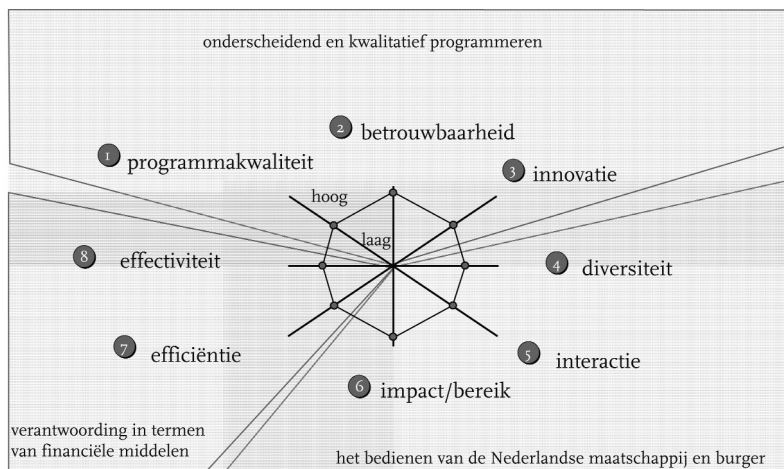 onderscheidend en kwalitatief programmeren
1 programmakwaliteit
2 betrouwbaarheid
3 innovatie
hoog
laag
8 effectiviteit
4 diversiteit
7 efficiëntie
5 interactie
6 impact/bereik
verantwoording in termen
van financiële middelen
het bedienen van de Nederlandse maatschappij en burger